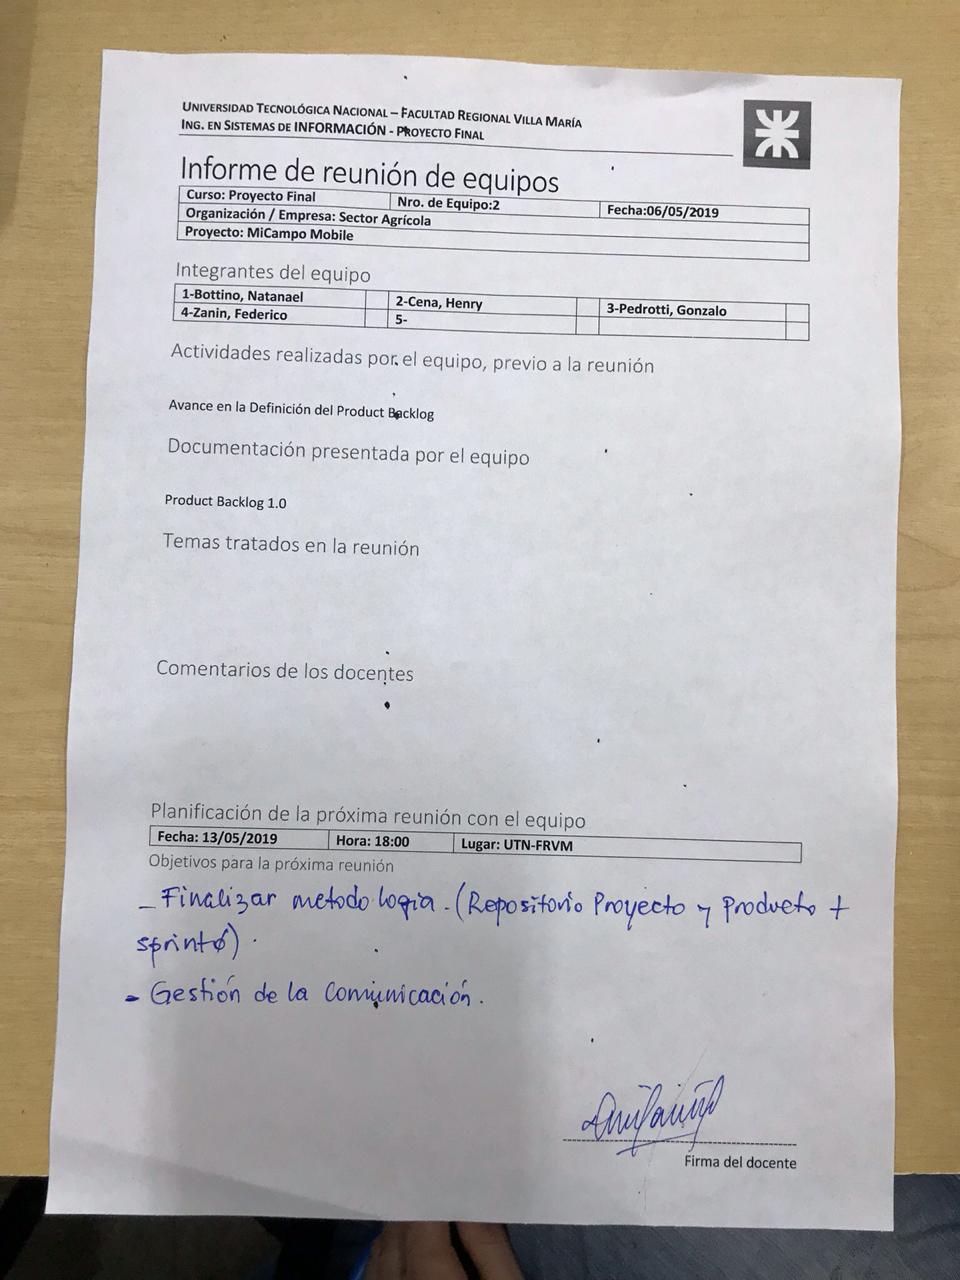 UNIVERSIDAD TECNOLÓGICA NACIONAL – FACULTAD REGIONAL VILLA MARÍA
ING. EN SISTEMAS DE INFORMACIÓN - PROYECTO FINAL
Informe de reunión de equipos
Curso: Proyecto Final Nro. de Equipo:2 Fecha:06/05/2019
Organización / Empresa: Sector Agrícola
Proyecto: MiCampo Mobile
Integrantes del equipo
1-Bottino, Natanael 2-Cena, Henry 3-Pedrotti, Gonzalo
4-Zanin, Federico 5-
Actividades realizadas por el equipo, previo a la reunión
Avance en la Definición del Product Backlog
Documentación presentada por el equipo
Product Backlog 1.0
Temas tratados en la reunión
Comentarios de los docentes
Planificación de la próxima reunión con el equipo
Fecha: 13/05/2019 Hora: 18:00 Lugar: UTN-FRVM
Objetivos para la próxima reunión
- Finalizar metodologia. (Repositorio Proyecto y Producto +
sprint0).
- Gestión de la Comunicación.
Firma del docente